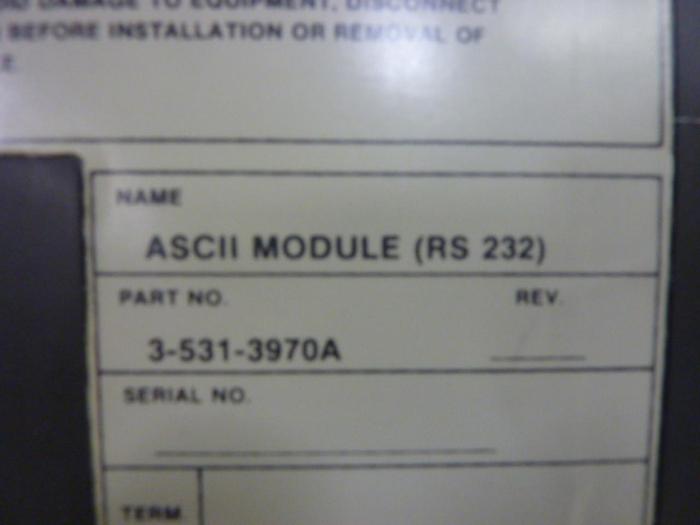 DAMAGE TO EQUIPMENT, DISCONNECT
BEFORE INSTALLATION OR REMOVAL OF
NAME
ASCII MODULE (RS 232)
PART NO. REV.
3-531-3970A
SERIAL NO.
TERM.